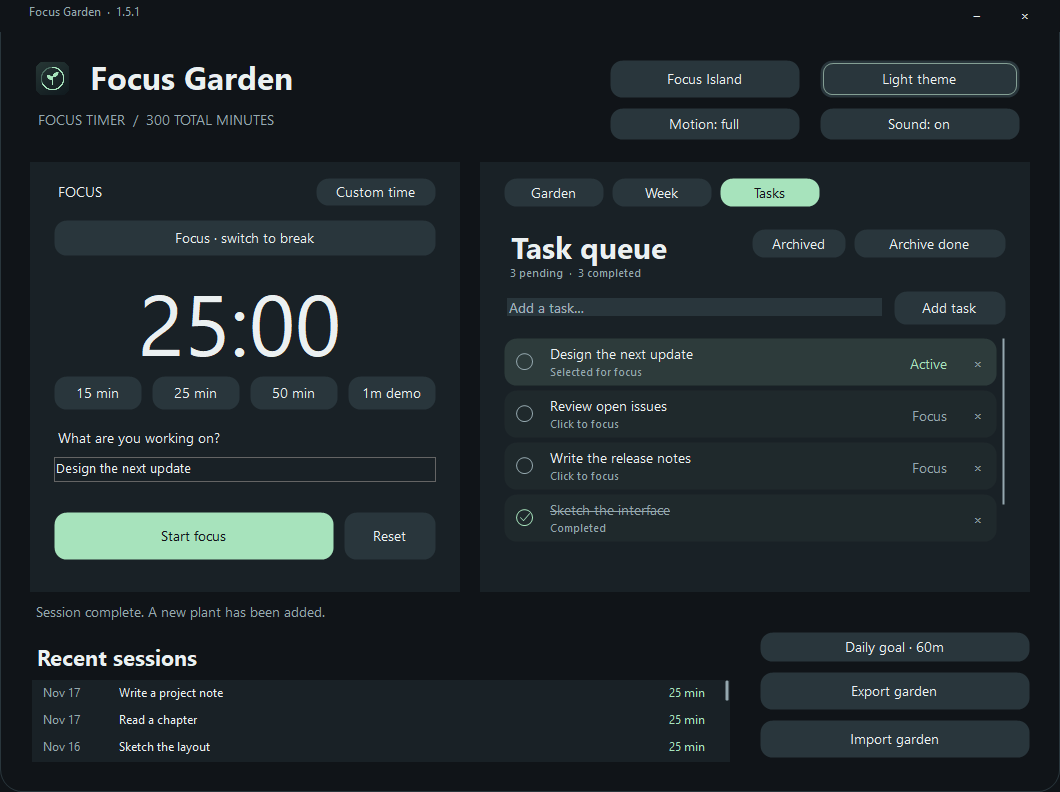 Focus Garden · 1.5.1
Focus Garden
FOCUS TIMER / 300 TOTAL MINUTES
Focus Island
Light theme
Motion: full
Sound: on
FOCUS
Custom time
Focus · switch to break
25:00
15 min
25 min
50 min
1m demo
What are you working on?
Design the next update
Start focus
Reset
Garden
Week
Tasks
Task queue
Archived
Archive done
3 pending · 3 completed
Add a task...
Add task
Design the next update
Selected for focus
Active
×
Review open issues
Click to focus
Focus
×
Write the release notes
Click to focus
Focus
×
Sketch the interface
Completed
×
Session complete. A new plant has been added.
Recent sessions
Nov 17 Write a project note 25 min
Nov 17 Read a chapter 25 min
Nov 16 Sketch the layout 25 min
Daily goal · 60m
Export garden
Import garden